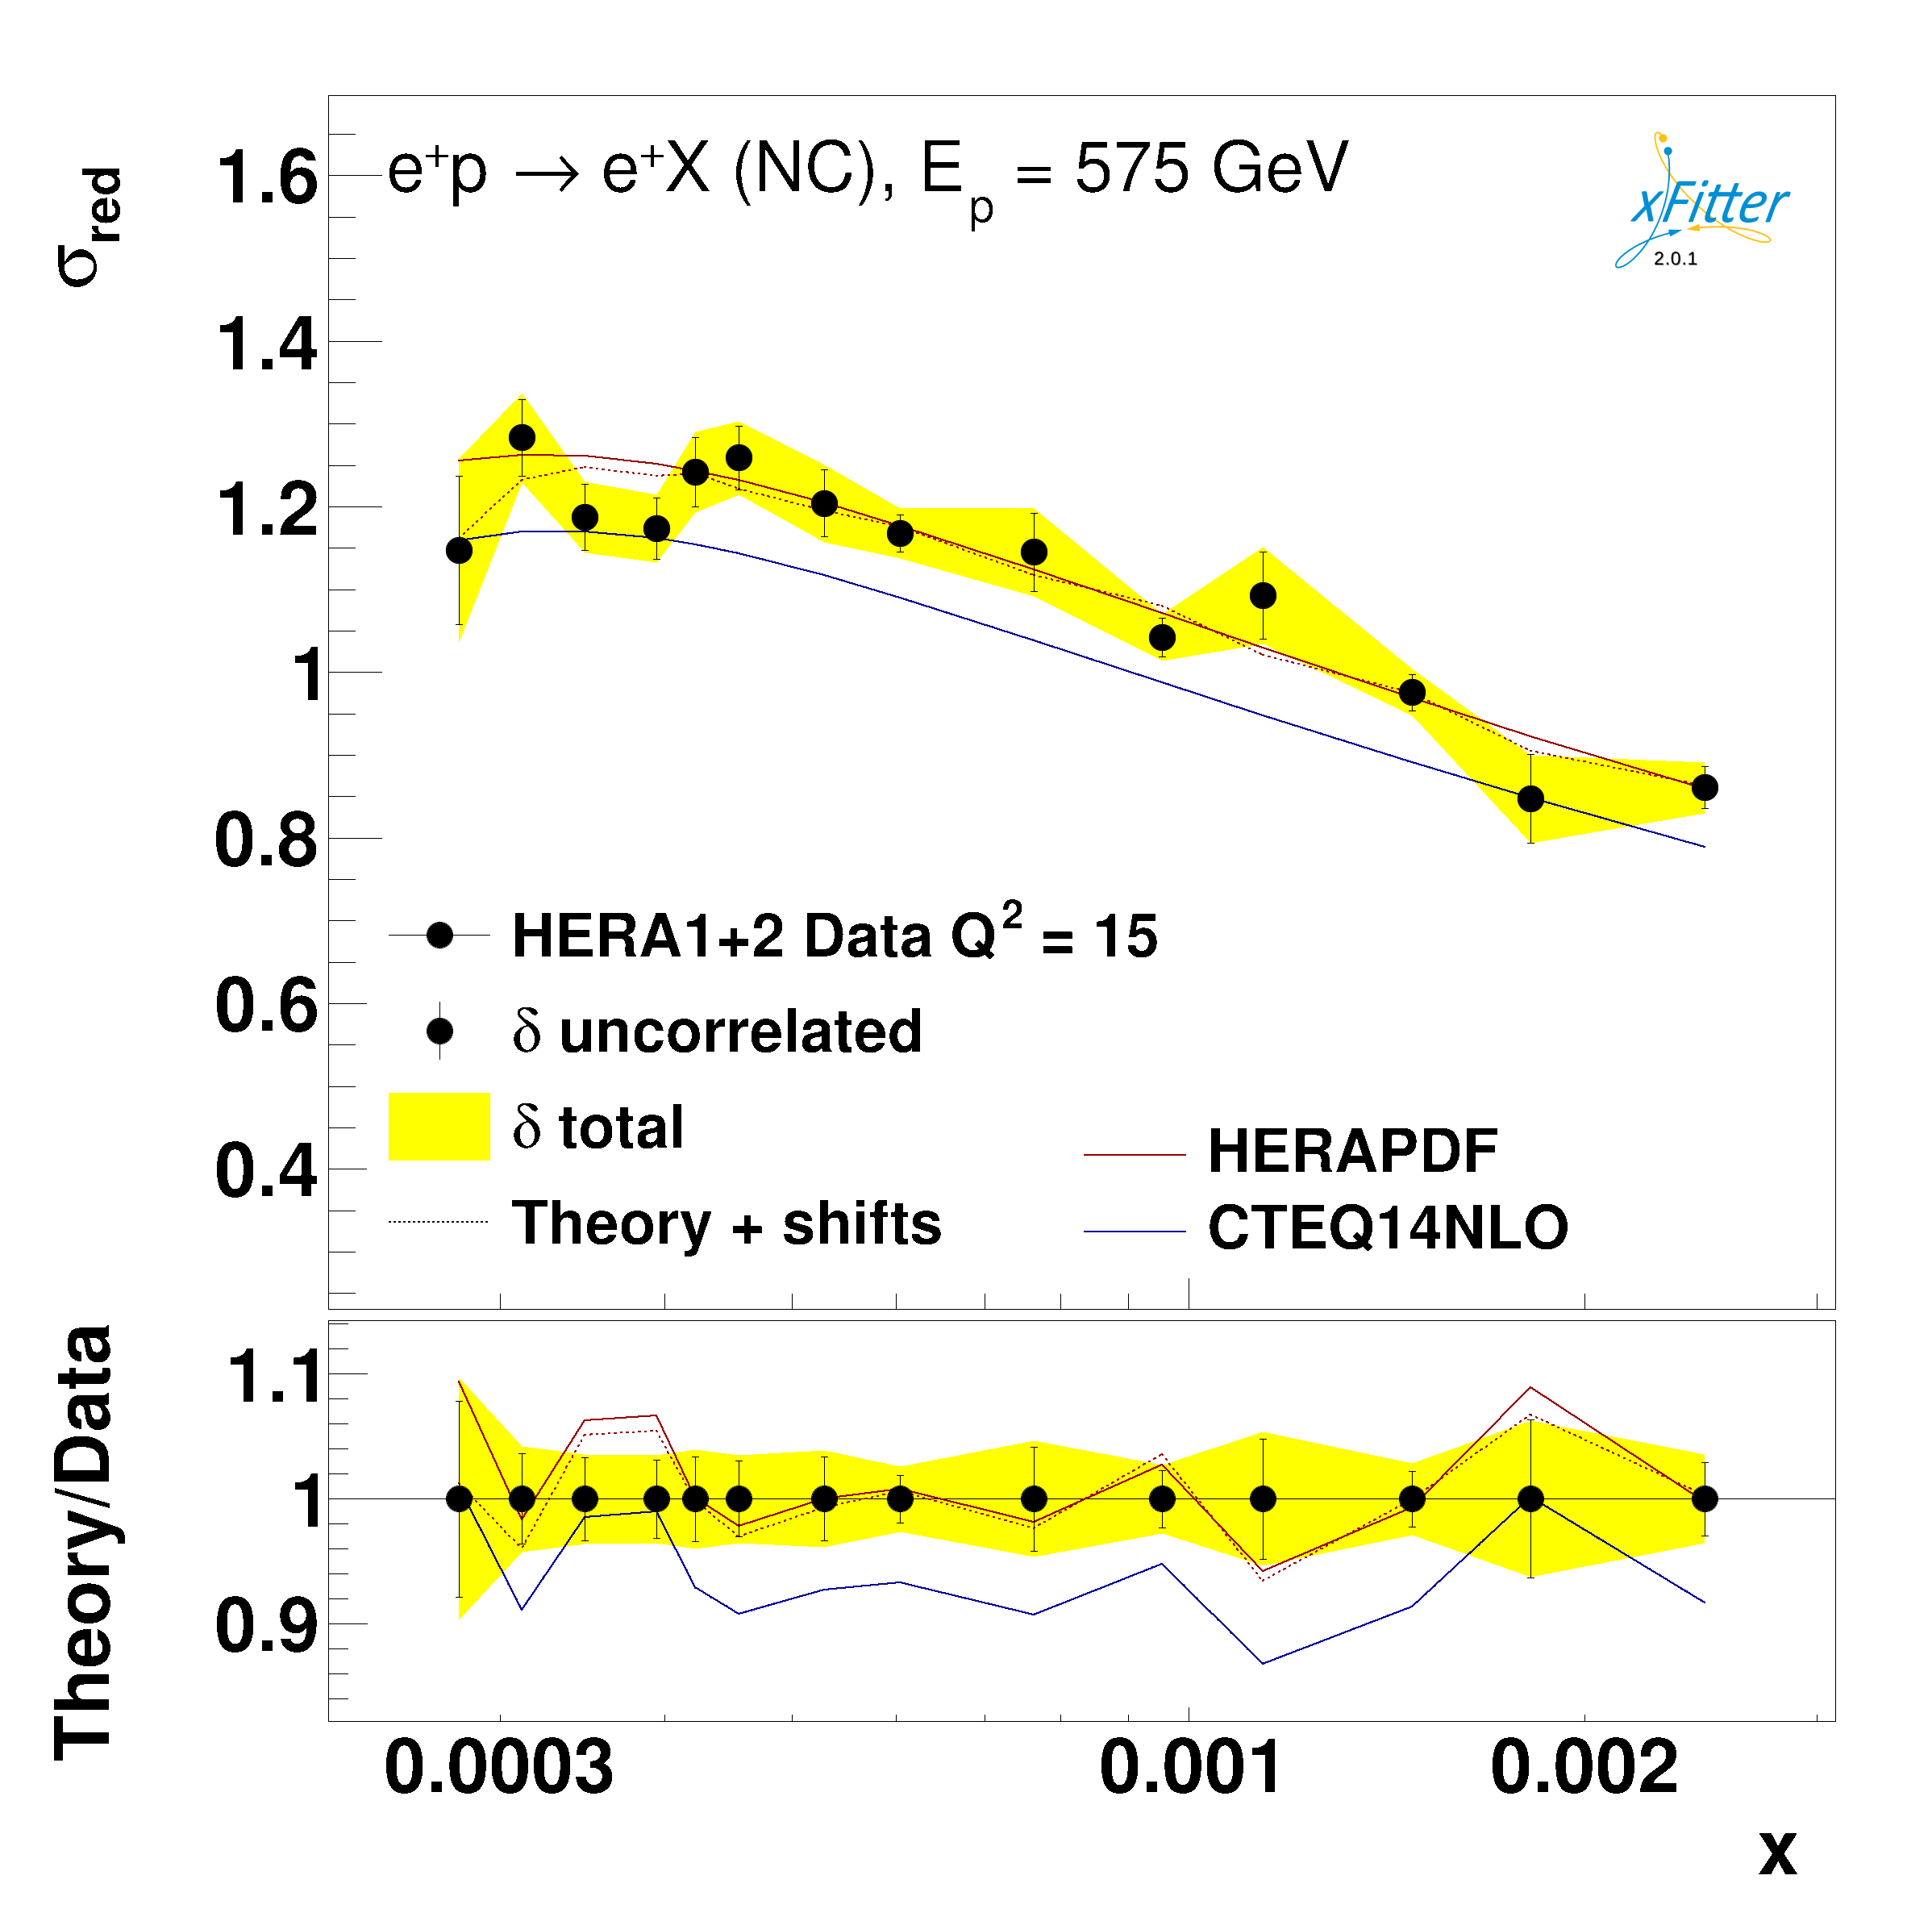 σred
1.6
1.4
1.2
1
0.8
0.6
0.4
e⁺p → e⁺X (NC), Eₚ = 575 GeV
xFitter
2.0.1
HERA1+2 Data Q² = 15
δ uncorrelated
δ total
Theory + shifts
HERAPDF
CTEQ14NLO
Theory/Data
1.1
1
0.9
0.0003 0.001 0.002
x